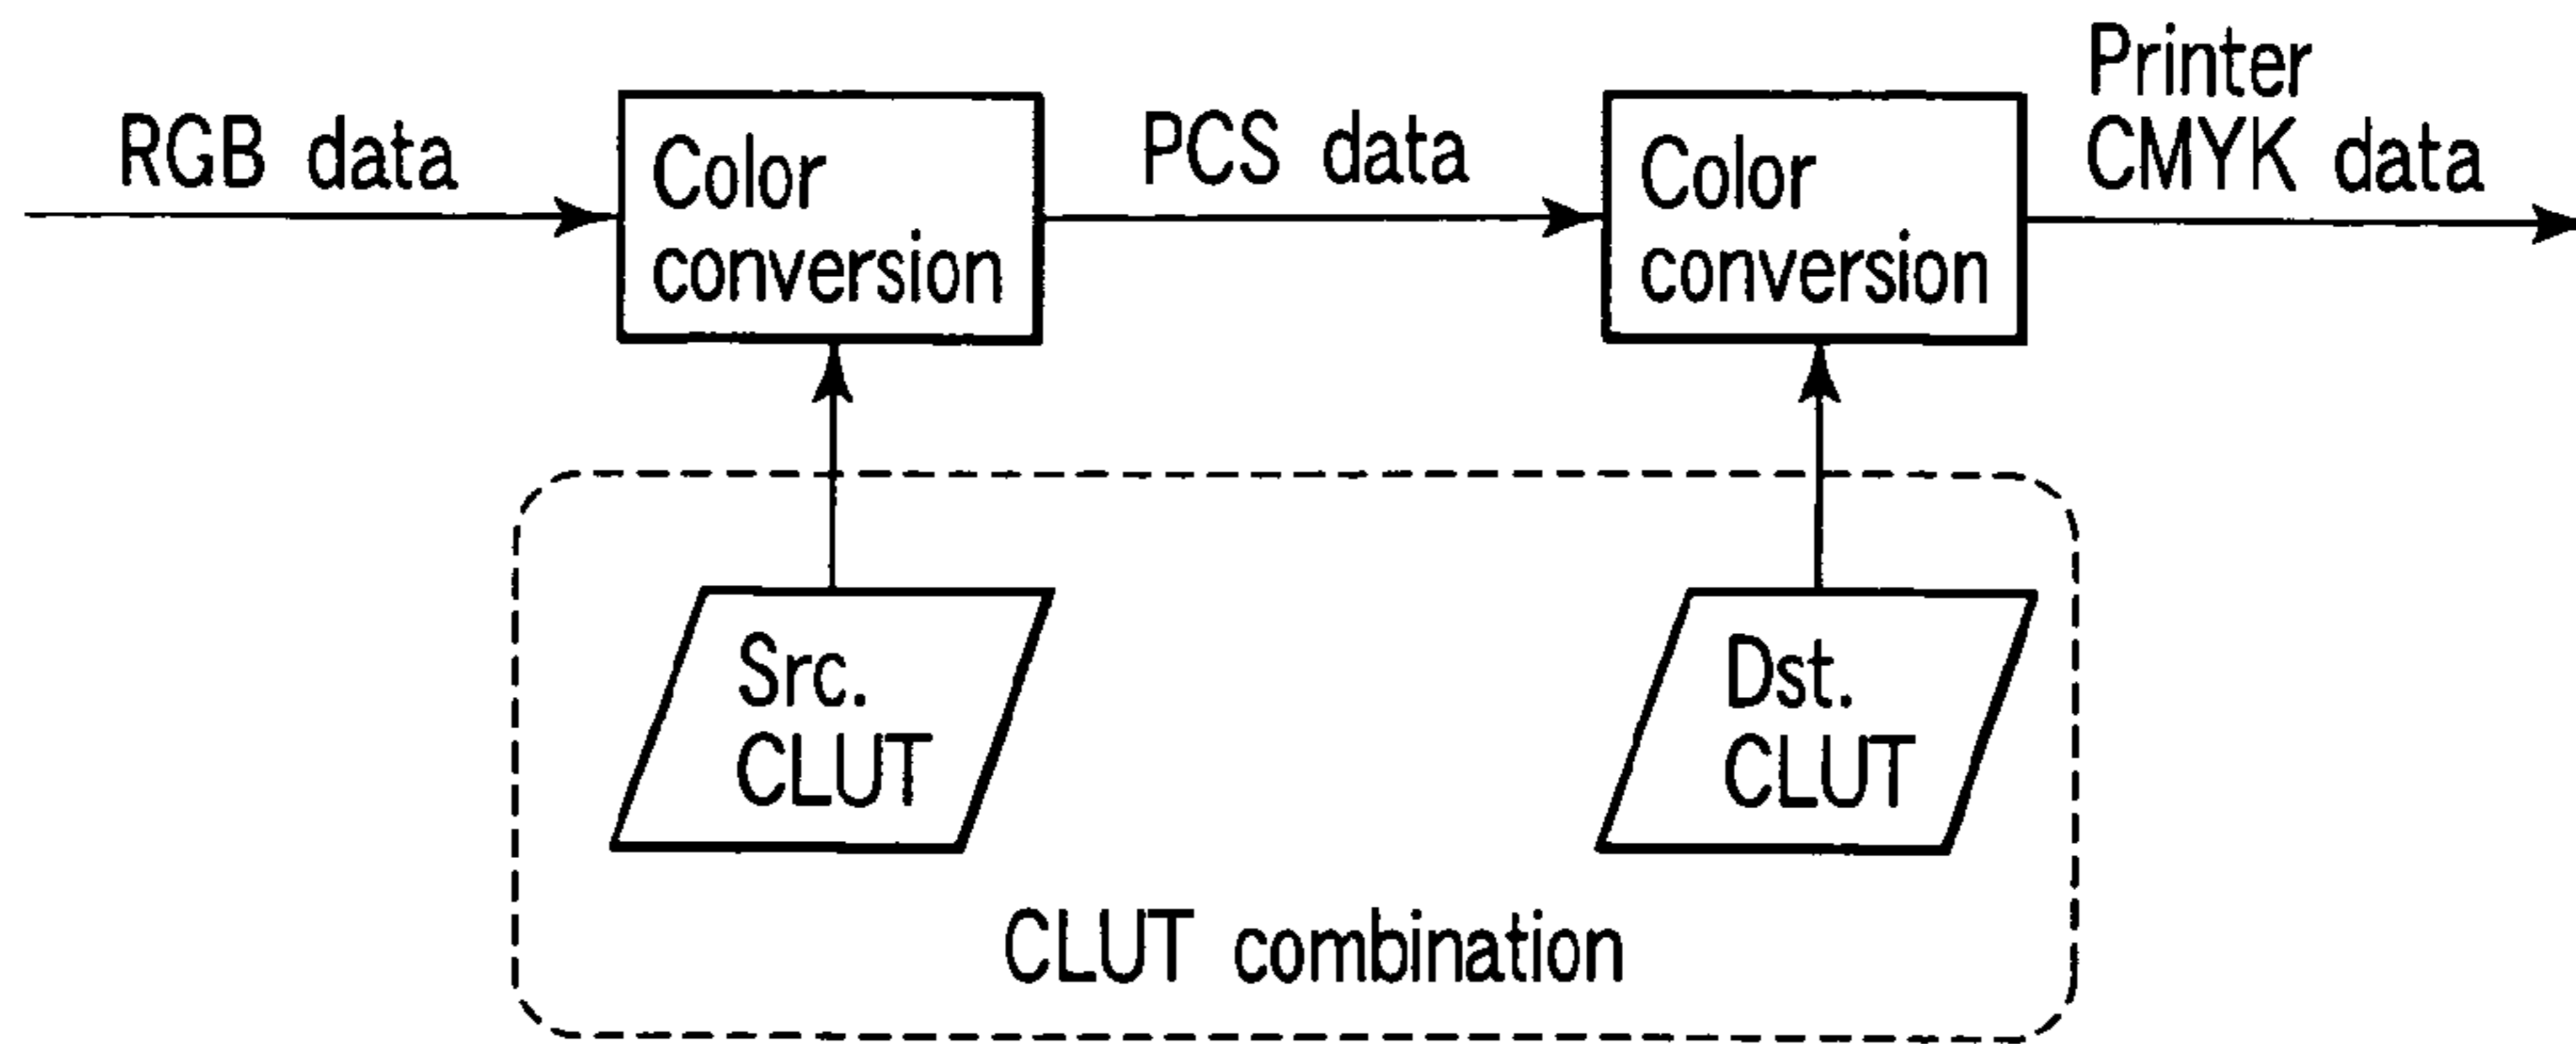 RGB data
Color
conversion
PCS data
Color
conversion
Printer
CMYK data
Src.
CLUT
Dst.
CLUT
CLUT combination